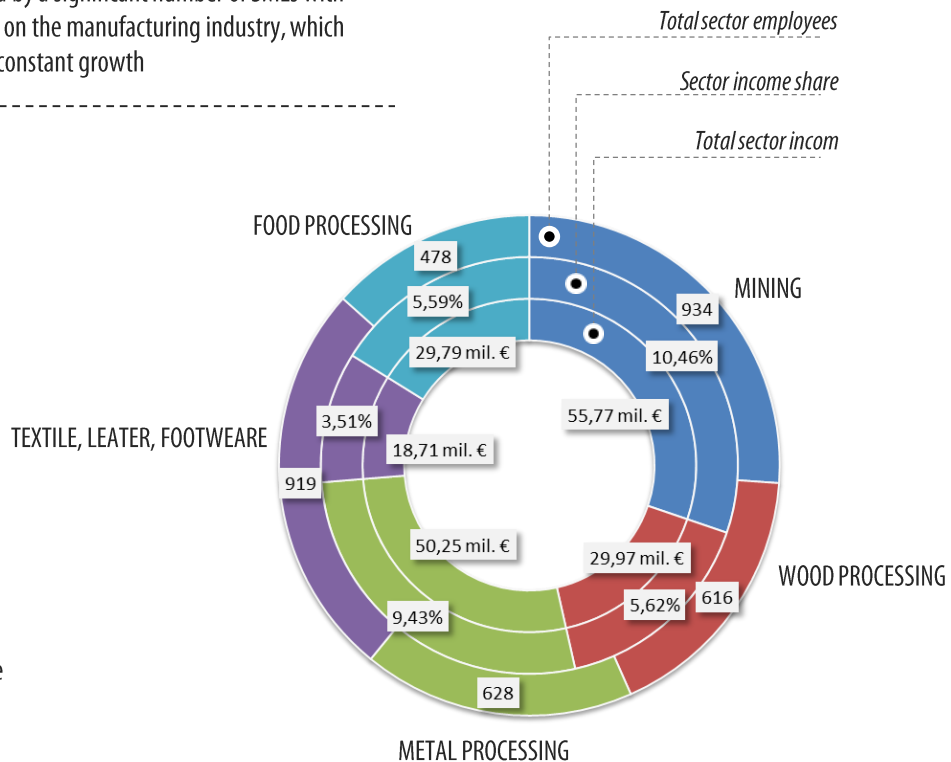 on the manufacturing industry, which
constant growth
Total sector employees
Sector income share
Total sector incom
FOOD PROCESSING
478
5,59%
29,79 mil. €
MINING
934
10,46%
55,77 mil. €
TEXTILE, LEATER, FOOTWEARE
3,51%
18,71 mil. €
919
50,25 mil. €
9,43%
628
METAL PROCESSING
29,97 mil. €
5,62%
616
WOOD PROCESSING